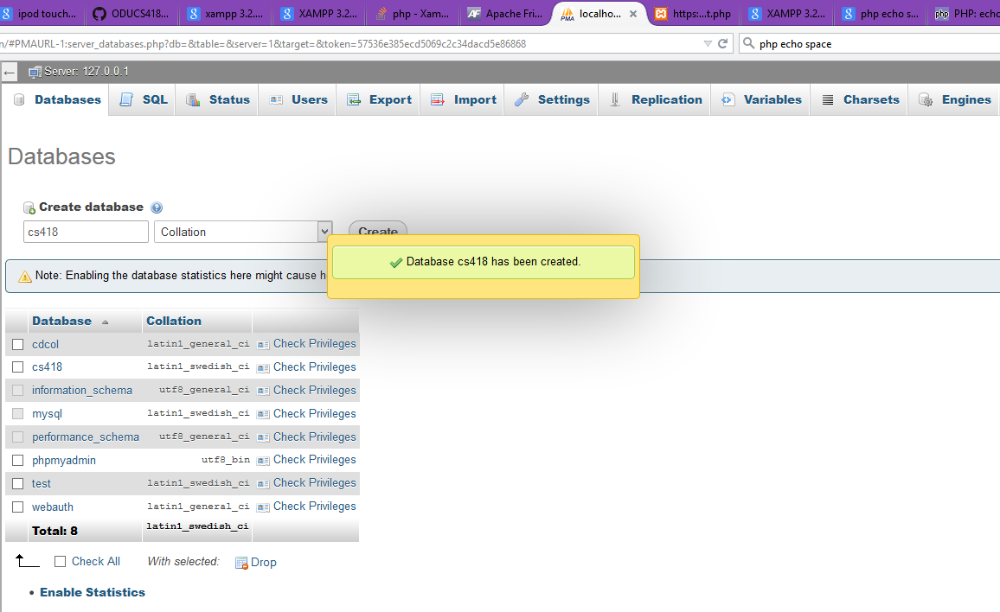 ipod touch... ODUCS418... xampp 3.2.... XAMPP 3.2... php - Xam... AF Apache Fri... PMA localho... https:...t.php XAMPP 3.2... php echo s... php PHP: echo
n/#PMAURL-1:server_databases.php?db=&table=&server=1&target=&token=57536e385ecd5069c2c34dacd5e86868 php echo space
Server: 127.0.0.1
Databases SQL Status Users Export Import Settings Replication Variables Charsets Engines
Databases
Create database
cs418 Collation Create
Database cs418 has been created.
Note: Enabling the database statistics here might cause h
Database Collation
cdcol latin1_general_ci Check Privileges
cs418 latin1_swedish_ci Check Privileges
information_schema utf8_general_ci Check Privileges
mysql latin1_swedish_ci Check Privileges
performance_schema utf8_general_ci Check Privileges
phpmyadmin utf8_bin Check Privileges
test latin1_swedish_ci Check Privileges
webauth latin1_general_ci Check Privileges
Total: 8 latin1_swedish_ci
Check All With selected: Drop
• Enable Statistics